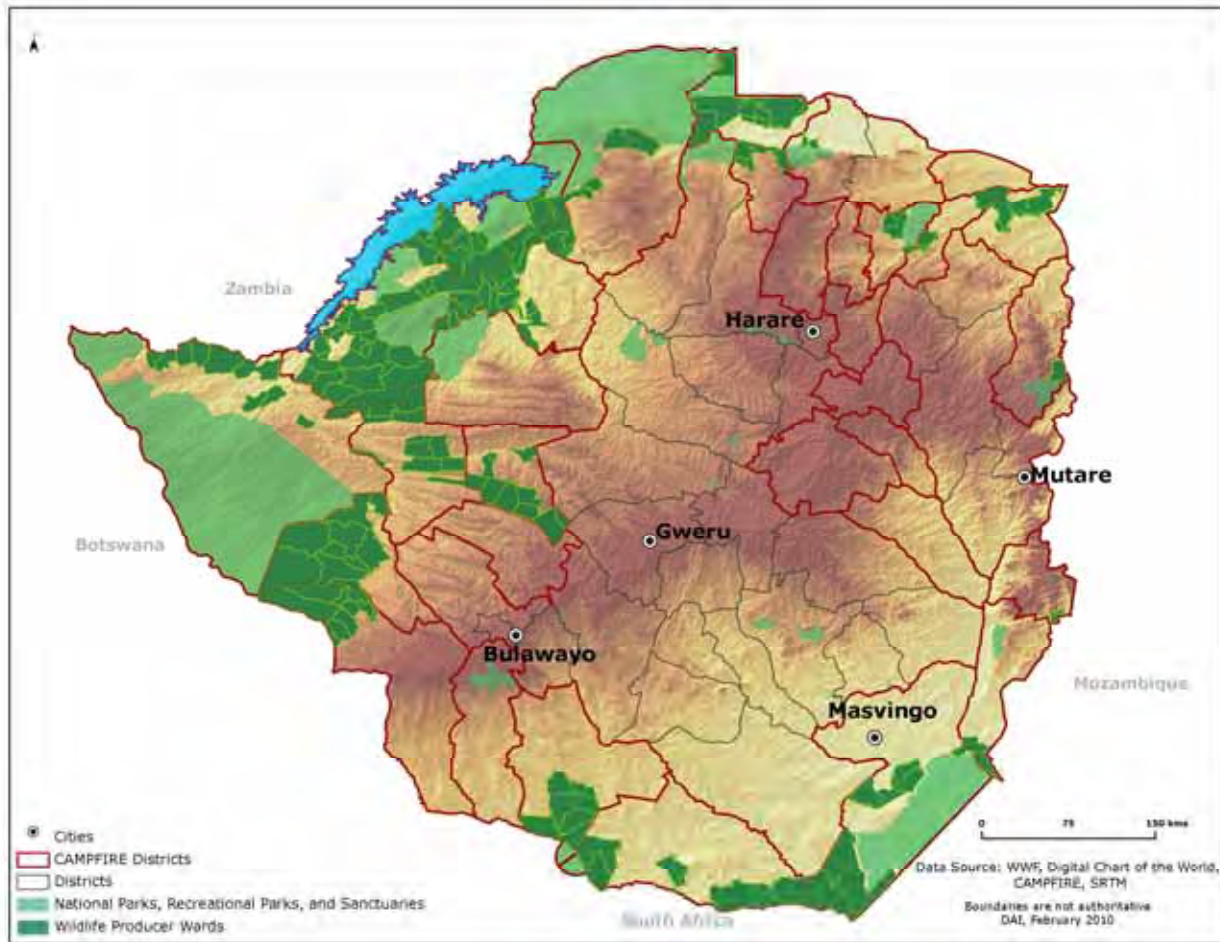 Zambia
Harare
Mutare
Gweru
Botswana
Bulawayo
Mozambique
Masvingo
0 75 150 kms
Cities
CAMPFIRE Districts
Districts
National Parks, Recreational Parks, and Sanctuaries
Wildlife Producer Wards
South Africa
Data Source: WWF, Digital Chart of the World,
CAMPFIRE, SRTM
Boundaries are not authoritative
DAI, February 2010